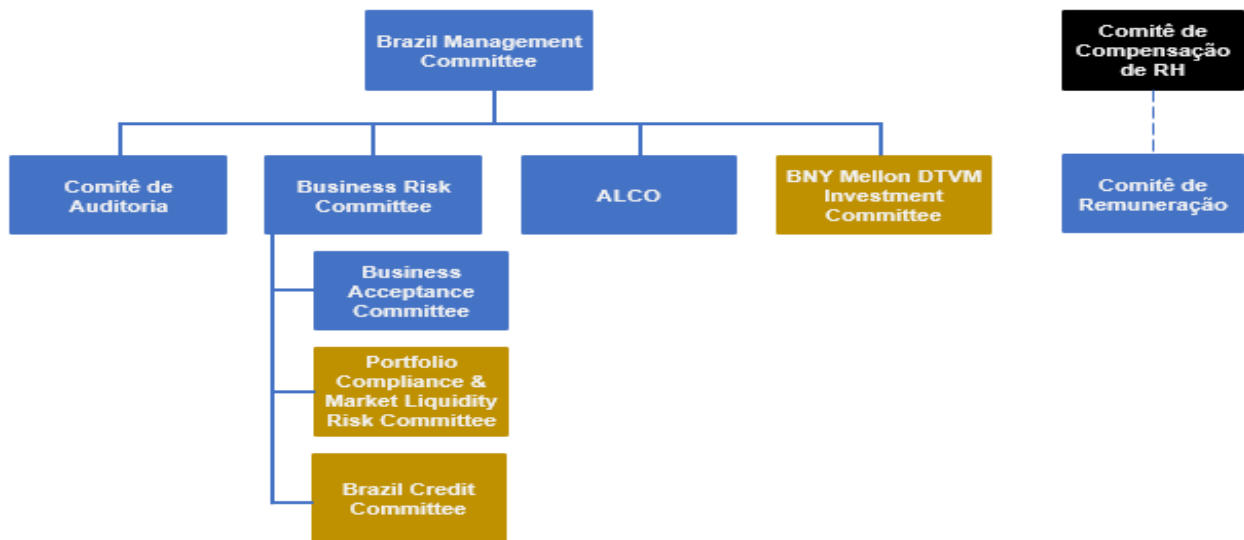 Brazil Management
Committee
Comitê de
Compensação
de RH
Comitê de
Auditoria
Business Risk
Committee
ALCO
BNY Mellon DTVM
Investment
Committee
Comitê de
Remuneração
Business
Acceptance
Committee
Portfolio
Compliance &
Market Liquidity
Risk Committee
Brazil Credit
Committee